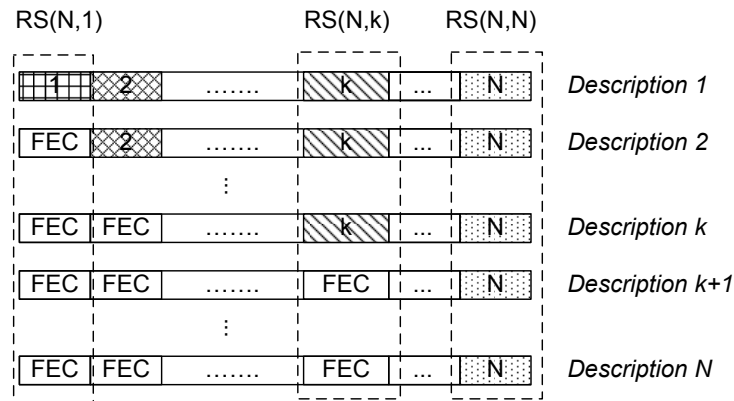 RS(N,1) RS(N,k) RS(N,N)
1 2 ....... k ... N Description 1
FEC 2 ....... k ... N Description 2
⋮
FEC FEC ....... k ... N Description k
FEC FEC ....... FEC ... N Description k+1
⋮
FEC FEC ....... FEC ... N Description N